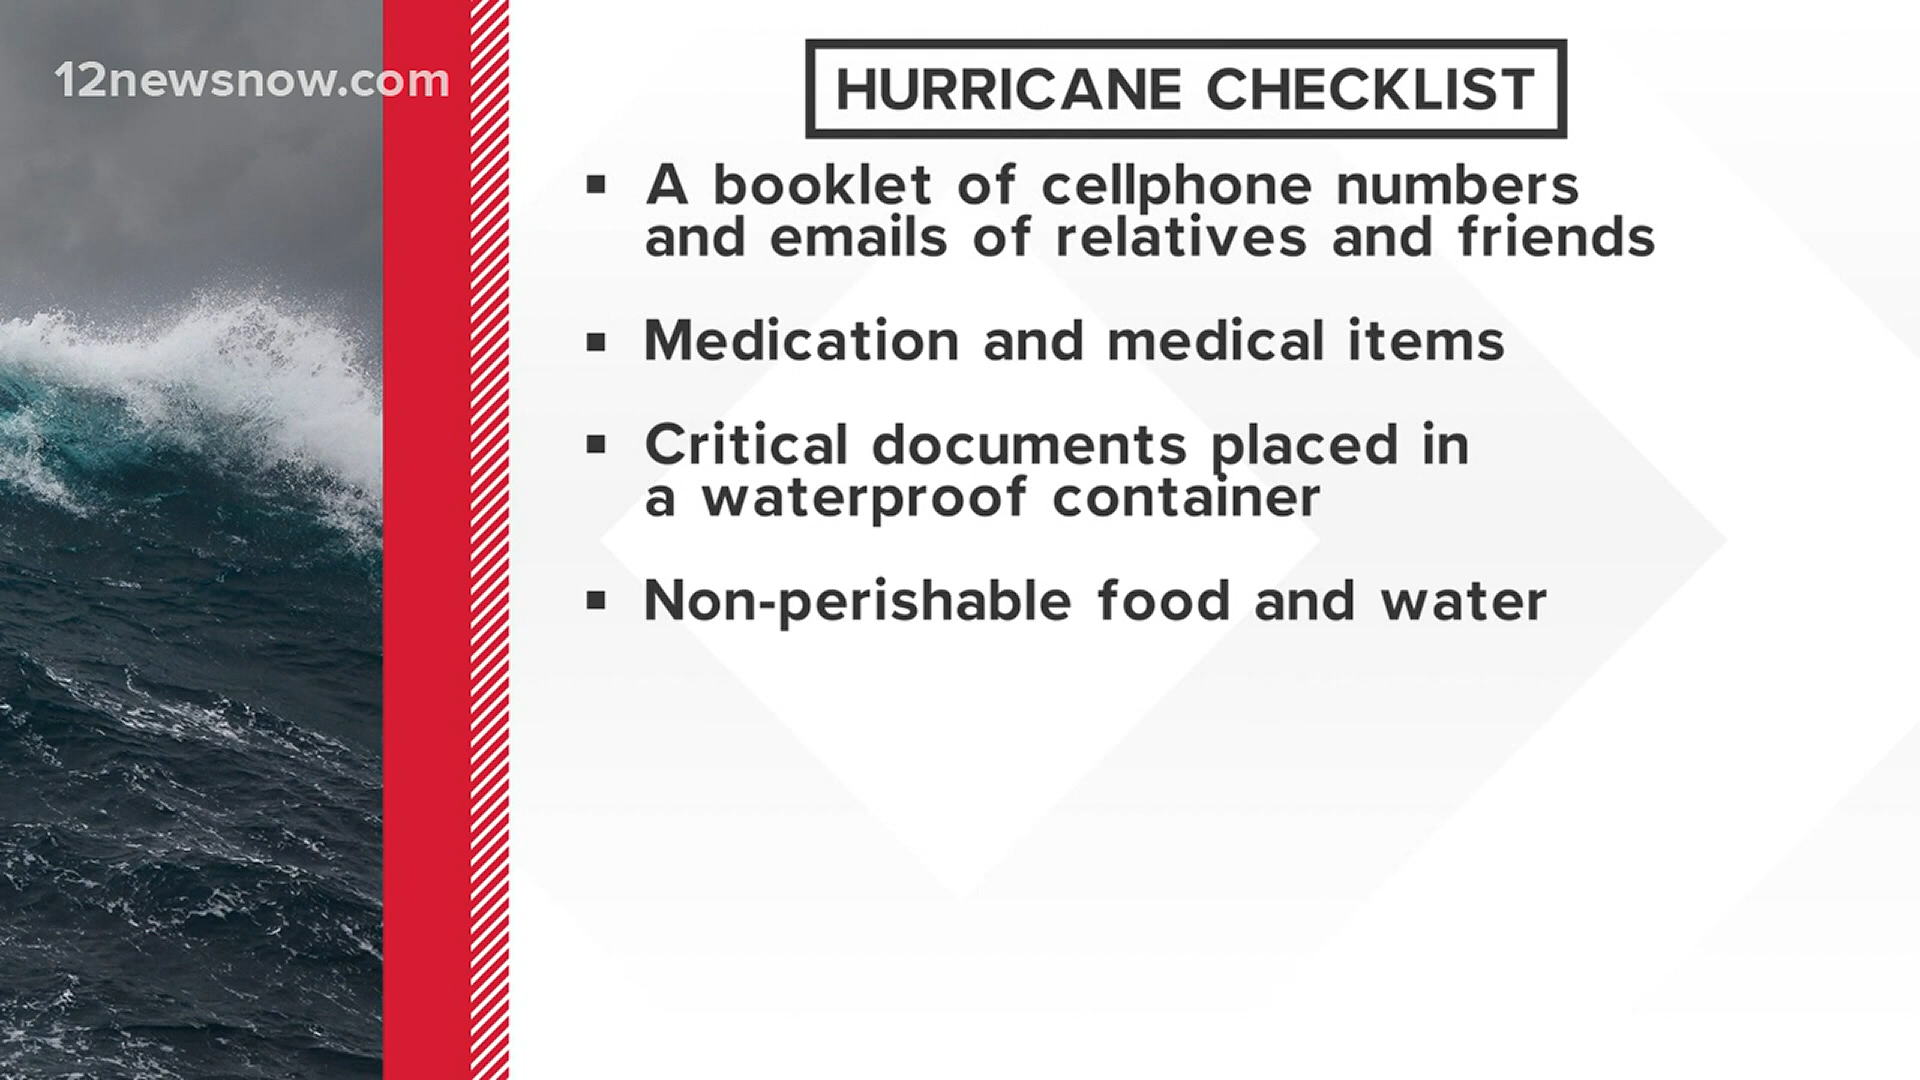 12newsnow.com
HURRICANE CHECKLIST
▪ A booklet of cellphone numbers
and emails of relatives and friends
▪ Medication and medical items
▪ Critical documents placed in
a waterproof container
▪ Non-perishable food and water